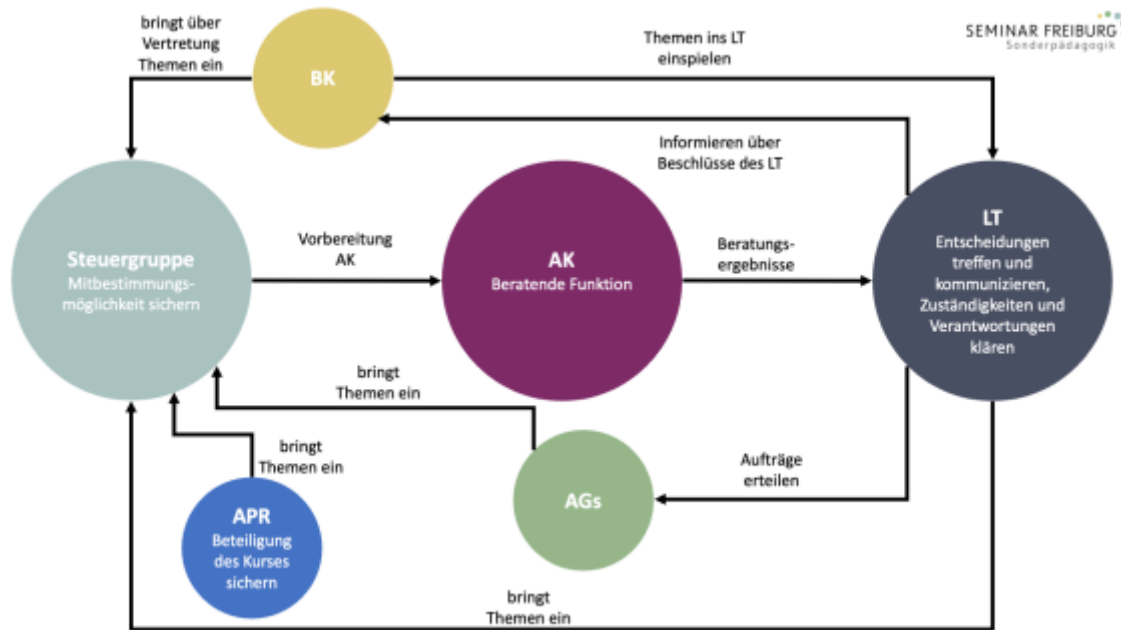 bringt über
Vertretung
Themen ein
BK
Themen ins LT
einspielen
SEMINAR FREIBURG
Sonderpädagogik
Informieren über
Beschlüsse des LT
Steuergruppe
Mitbestimmungs-
möglichkeit sichern
Vorbereitung
AK
AK
Beratende Funktion
Beratungs-
ergebnisse
LT
Entscheidungen
treffen und
kommunizieren,
Zuständigkeiten und
Verantwortungen
klären
bringt
Themen ein
bringt
Themen ein
APR
Beteiligung
des Kurses
sichern
AGs
Aufträge
erteilen
bringt
Themen ein